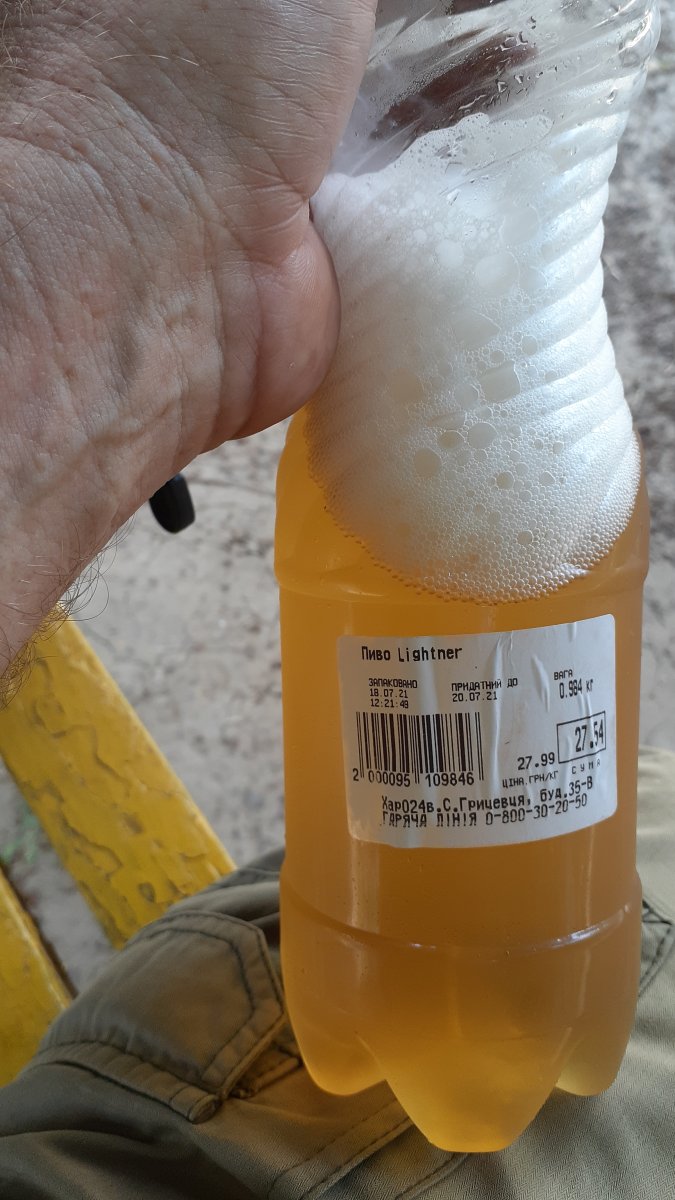 Пиво Lightner
ЗАПАКОВАНО
18.07.21
12:21:49
ПРИДАТНИЙ ДО
20.07.21
ВАГА
0.984 кг
27.99
ЦІНА.ГРН/КГ
27.54
СУМА
2 000095 109846
Хар024в.С.Грицевця, буд.35-В
ГАРЯЧА ЛІНІЯ 0-800-30-20-50